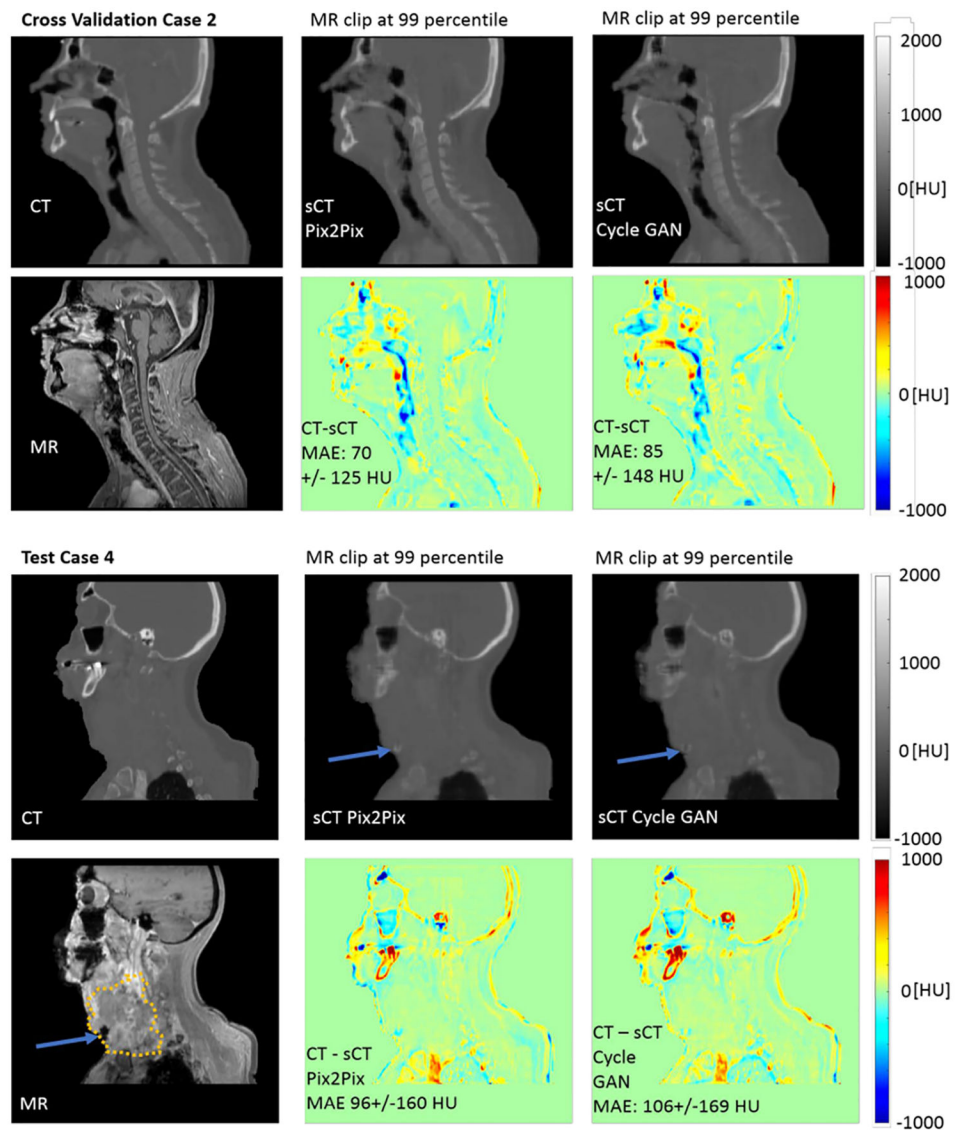 Cross Validation Case 2
MR clip at 99 percentile
MR clip at 99 percentile
CT
sCT
Pix2Pix
sCT
Cycle GAN
2000
1000
0[HU]
-1000
MR
CT-sCT
MAE: 70
+/- 125 HU
CT-sCT
MAE: 85
+/- 148 HU
1000
0[HU]
-1000
Test Case 4
MR clip at 99 percentile
MR clip at 99 percentile
CT
sCT Pix2Pix
sCT Cycle GAN
2000
1000
0[HU]
-1000
MR
CT - sCT
Pix2Pix
MAE 96+/-160 HU
CT – sCT
Cycle
GAN
MAE: 106+/-169 HU
1000
0[HU]
-1000